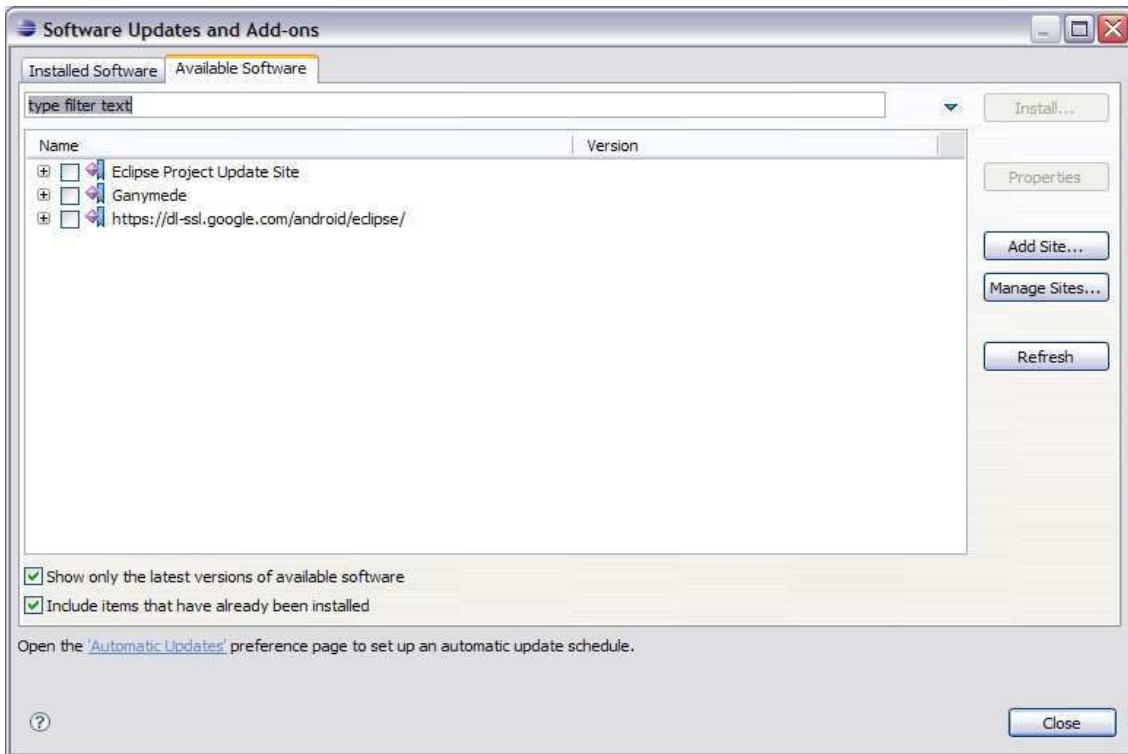 Software Updates and Add-ons
Installed Software
Available Software
type filter text
Install...
Name
Version
Eclipse Project Update Site
Ganymede
https://dl-ssl.google.com/android/eclipse/
Properties
Add Site...
Manage Sites...
Refresh
Show only the latest versions of available software
Include items that have already been installed
Open the 'Automatic Updates' preference page to set up an automatic update schedule.
?
Close